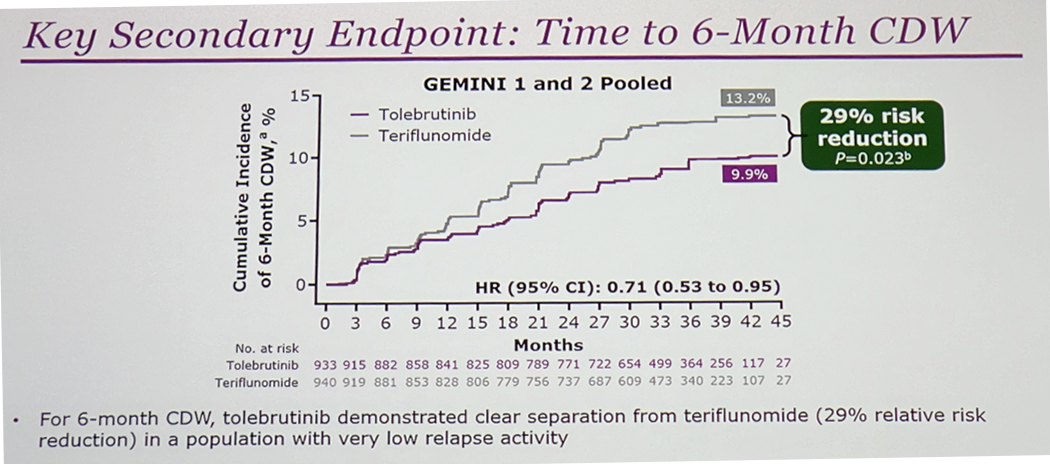 Key Secondary Endpoint: Time to 6-Month CDW
GEMINI 1 and 2 Pooled
Cumulative Incidence
of 6-Month CDW,ᵃ %
15
10
5
0
Tolebrutinib
Teriflunomide
13.2%
9.9%
29% risk
reduction
P=0.023ᵇ
HR (95% CI): 0.71 (0.53 to 0.95)
0 3 6 9 12 15 18 21 24 27 30 33 36 39 42 45
Months
No. at risk
Tolebrutinib 933 915 882 858 841 825 809 789 771 722 654 499 364 256 117 27
Teriflunomide 940 919 881 853 828 806 779 756 737 687 609 473 340 223 107 27
• For 6-month CDW, tolebrutinib demonstrated clear separation from teriflunomide (29% relative risk
reduction) in a population with very low relapse activity